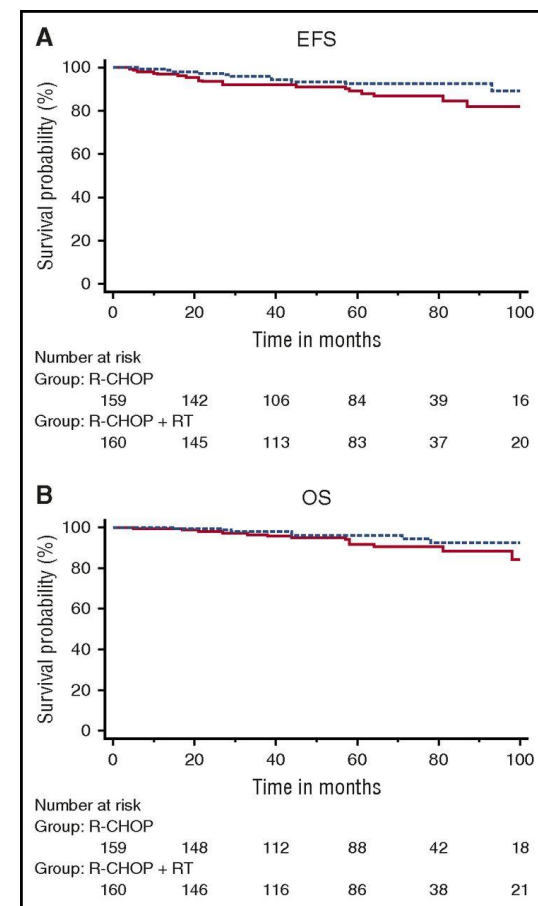 A
EFS
Survival probability (%)
100
80
60
40
20
0
0 20 40 60 80 100
Time in months
Number at risk
Group: R-CHOP
159 142 106 84 39 16
Group: R-CHOP + RT
160 145 113 83 37 20
B
OS
Survival probability (%)
100
80
60
40
20
0
0 20 40 60 80 100
Time in months
Number at risk
Group: R-CHOP
159 148 112 88 42 18
Group: R-CHOP + RT
160 146 116 86 38 21